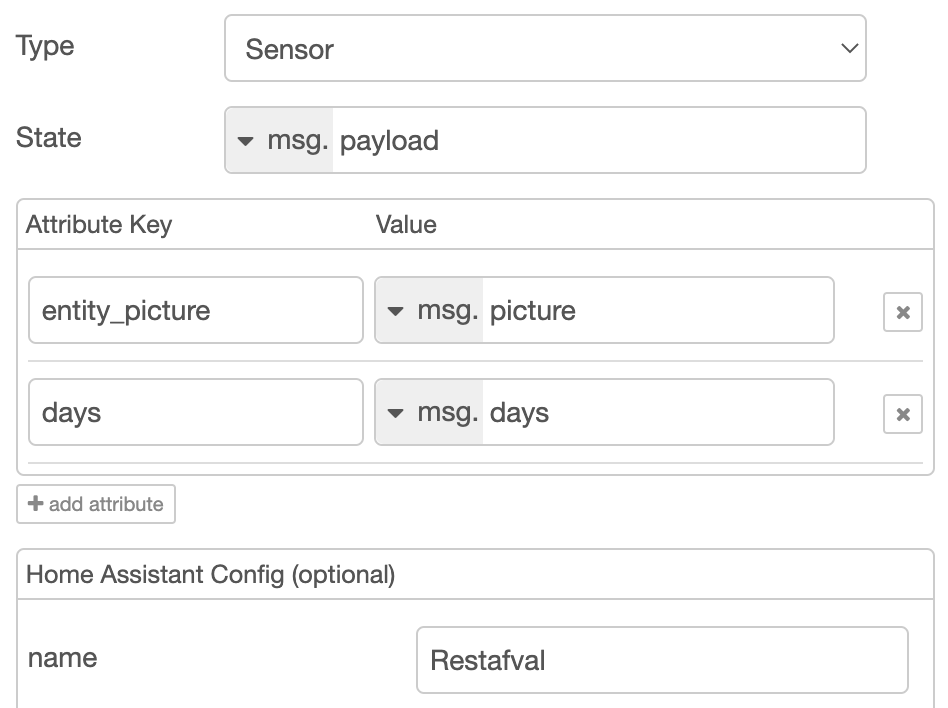 Type Sensor
State msg. payload
Attribute Key Value
entity_picture msg. picture
days msg. days
add attribute
Home Assistant Config (optional)
name Restafval